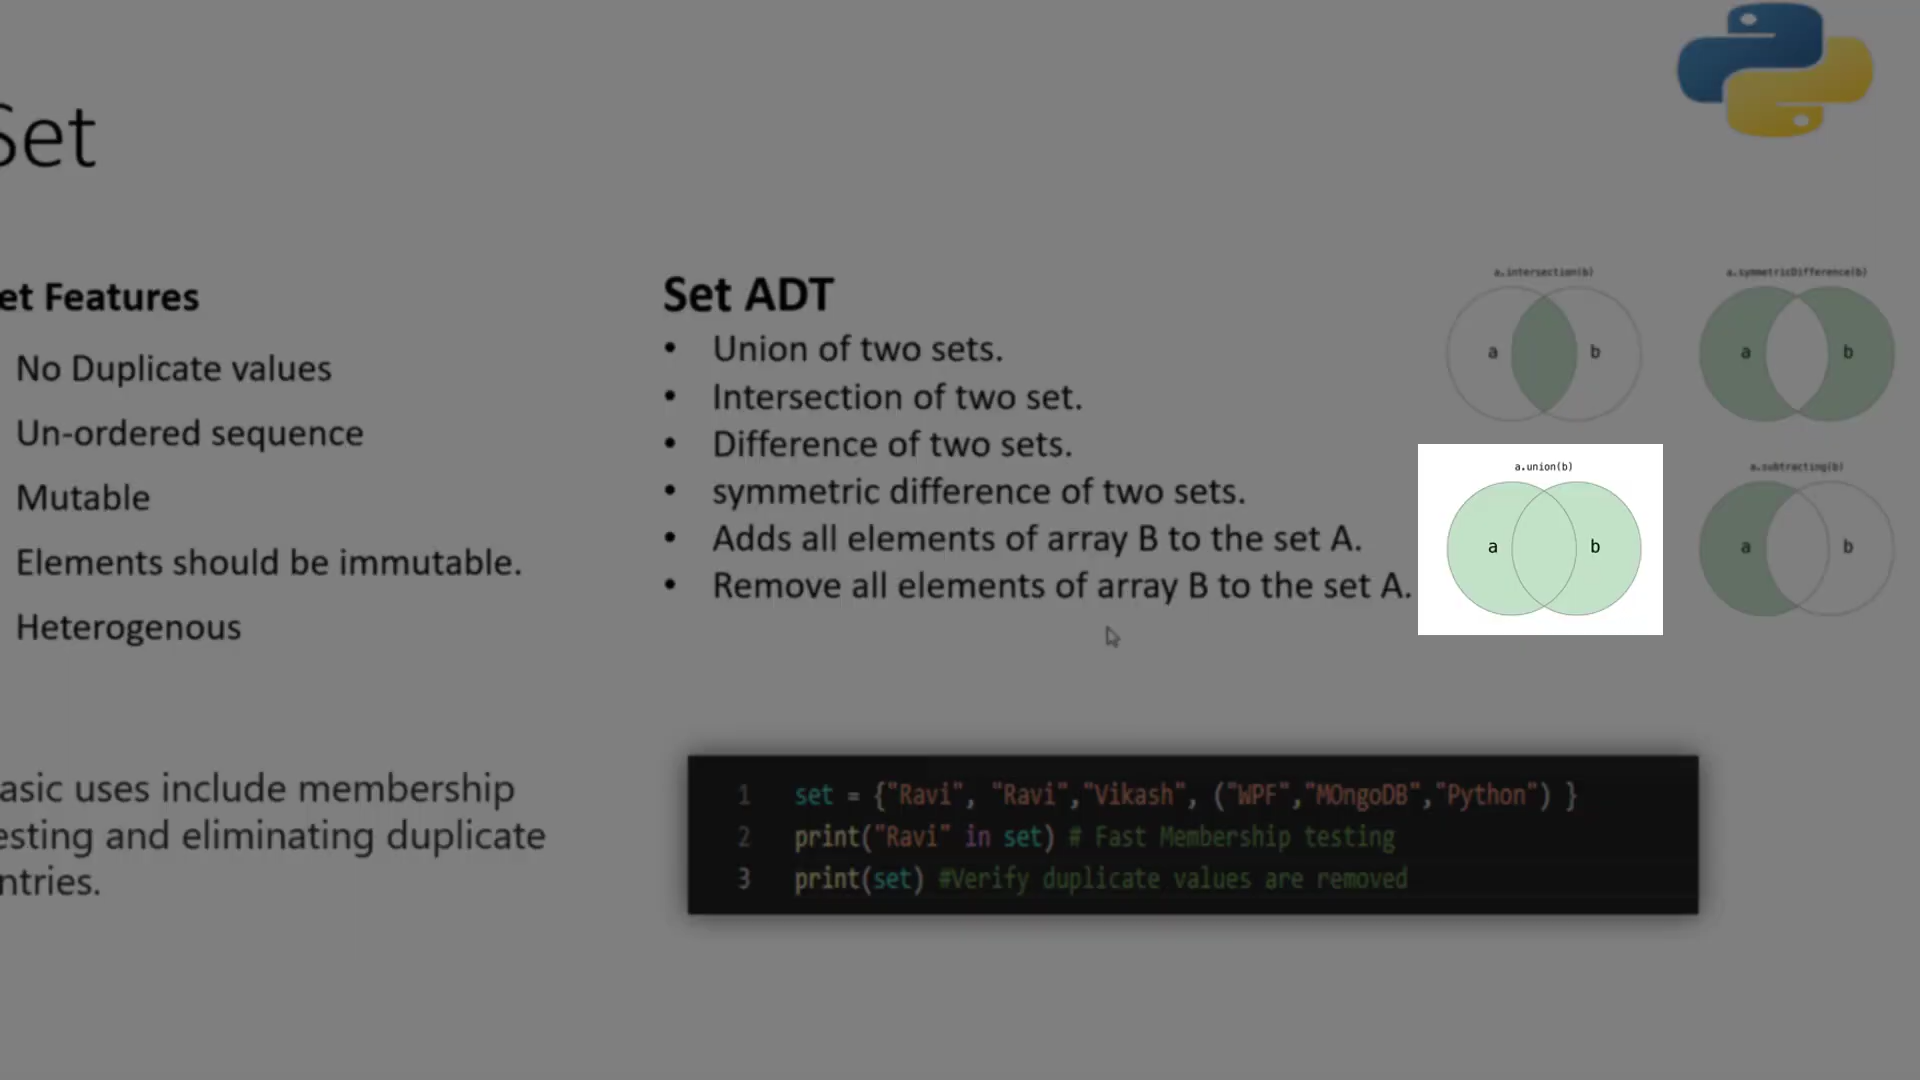 Set
et Features
No Duplicate values
Un-ordered sequence
Mutable
Elements should be immutable.
Heterogenous
asic uses include membership
esting and eliminating duplicate
ntries.
Set ADT
• Union of two sets.
• Intersection of two set.
• Difference of two sets.
• symmetric difference of two sets.
• Adds all elements of array B to the set A.
• Remove all elements of array B to the set A.
a.intersection(b)
a b
a.symmetricDifference(b)
a b
a.union(b)
a b
a.subtracting(b)
a b
1 set = {"Ravi", "Ravi","Vikash", ("WPF","MOngoDB","Python") }
2 print("Ravi" in set) # Fast Membership testing
3 print(set) #Verify duplicate values are removed